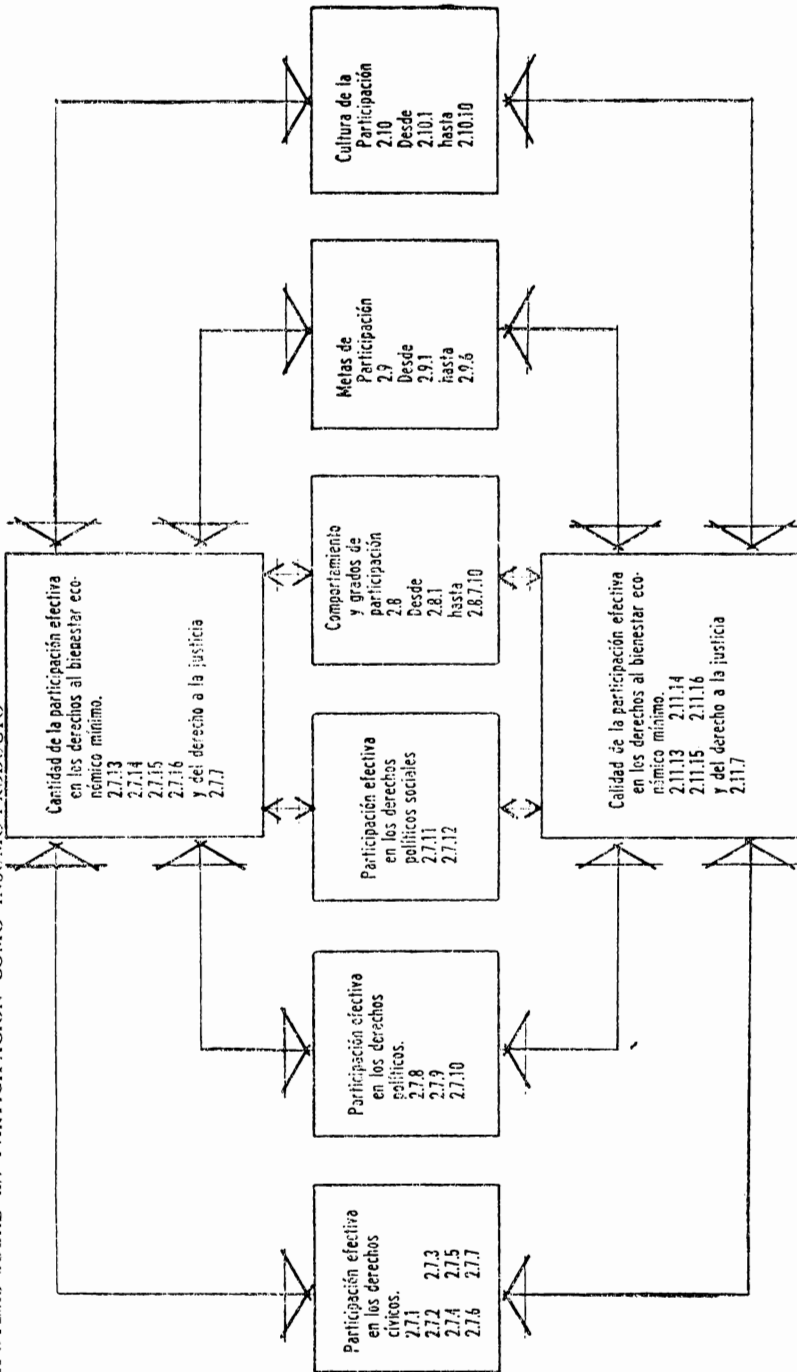 LA PARTICIPACION COMO
Cantidad de la participación efectiva
en los derechos al bienestar eco-
nómico mínimo.
2.7.13
2.7.14
2.7.15
2.7.16
y del derecho a la justicia
2.7.7
Participación efectiva
en los derechos
cívicos.
2.7.1
2.7.2 2.7.3
2.7.4 2.7.5
2.7.6 2.7.7
Participación efectiva
en los derechos
políticos.
2.7.8
2.7.9
2.7.10
Participación efectiva
en los derechos
políticos sociales
2.7.11
2.7.12
Comportamiento
y grados de
participación
2.8
Desde
2.8.1
hasta
2.8.7.10
Metas de
Participación
2.9
Desde
2.9.1
hasta
2.9.6
Cultura de la
Participación
2.10
Desde
2.10.1
hasta
2.10.10
Calidad de la participación efectiva
en los derechos al bienestar eco-
nómico mínimo.
2.11.13 2.11.14
2.11.15 2.11.16
y del derecho a la justicia
2.11.7